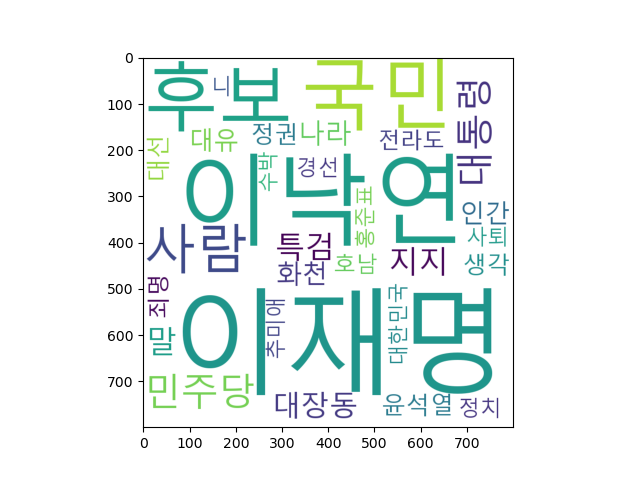 0
100
200
300
400
500
600
700
후보
니
국민
대통령
대선
대유
정권
나라
전라도
이낙연
수박
경선
홍준표
인간
사람
특검
호남
지지
사퇴
생각
화천
죄명
이재명
추미애
대한민국
말
민주당
대장동
윤석열
정치
0 100 200 300 400 500 600 700